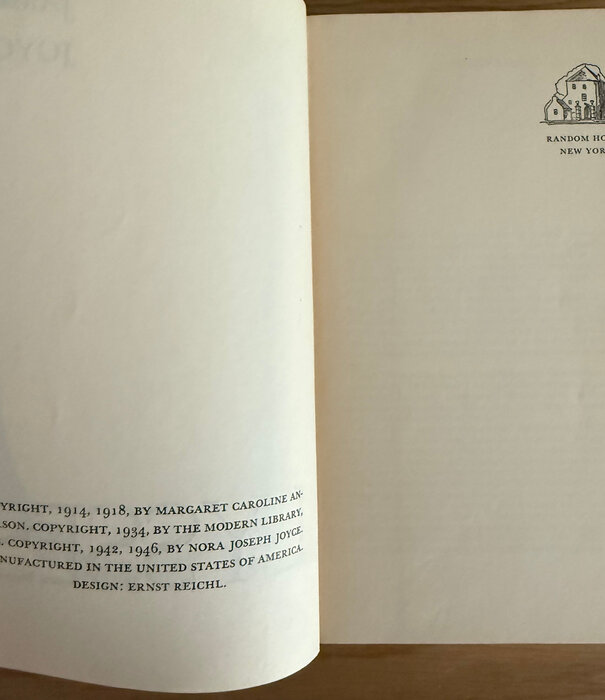 YRIGHT, 1914, 1918, BY MARGARET CAROLINE AN-
RSON. COPYRIGHT, 1934, BY THE MODERN LIBRARY,
. COPYRIGHT, 1942, 1946, BY NORA JOSEPH JOYCE.
NUFACTURED IN THE UNITED STATES OF AMERICA.
DESIGN: ERNST REICHL.
RANDOM HO
NEW YOR